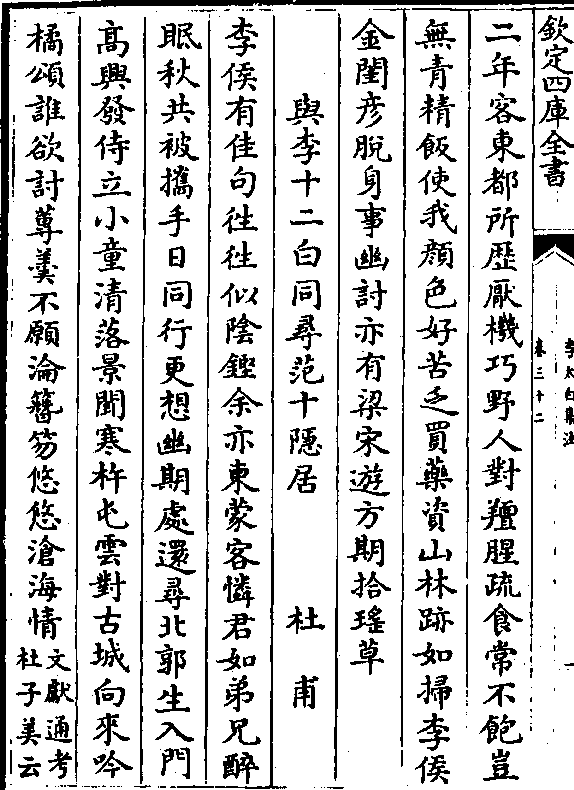 欽定四庫全書
李太白集注
卷三十二
二年客東都所歴厭機巧野人對羶腥疏食常不飽豈
無青精飯使我顔色好苦乏買藥資山林跡如掃李侯
金閨彦脫身事幽討亦有梁宋遊方期拾瑤草
與李十二白同尋范十隠居 杜甫
李侯有佳句徃徃似陰鏗余亦東蒙客憐君如弟兄醉
眠秋共被攜手日同行更想幽期處還尋北郭生入門
高興發侍立小童清落景聞寒杵屯雲對古城向來吟
橘頌誰欲討蓴羮不願淪簪笏悠悠滄海情文獻通考
杜子美云